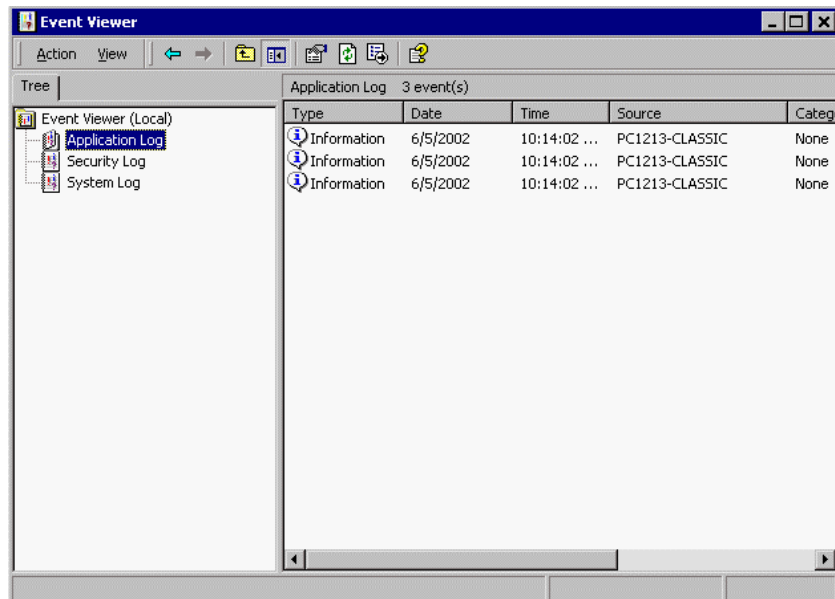 Event Viewer
Action View
Tree
Application Log 3 event(s)
Event Viewer (Local)
Application Log
Security Log
System Log
Type Date Time Source Categ
Information 6/5/2002 10:14:02 ... PC1213-CLASSIC None
Information 6/5/2002 10:14:02 ... PC1213-CLASSIC None
Information 6/5/2002 10:14:02 ... PC1213-CLASSIC None